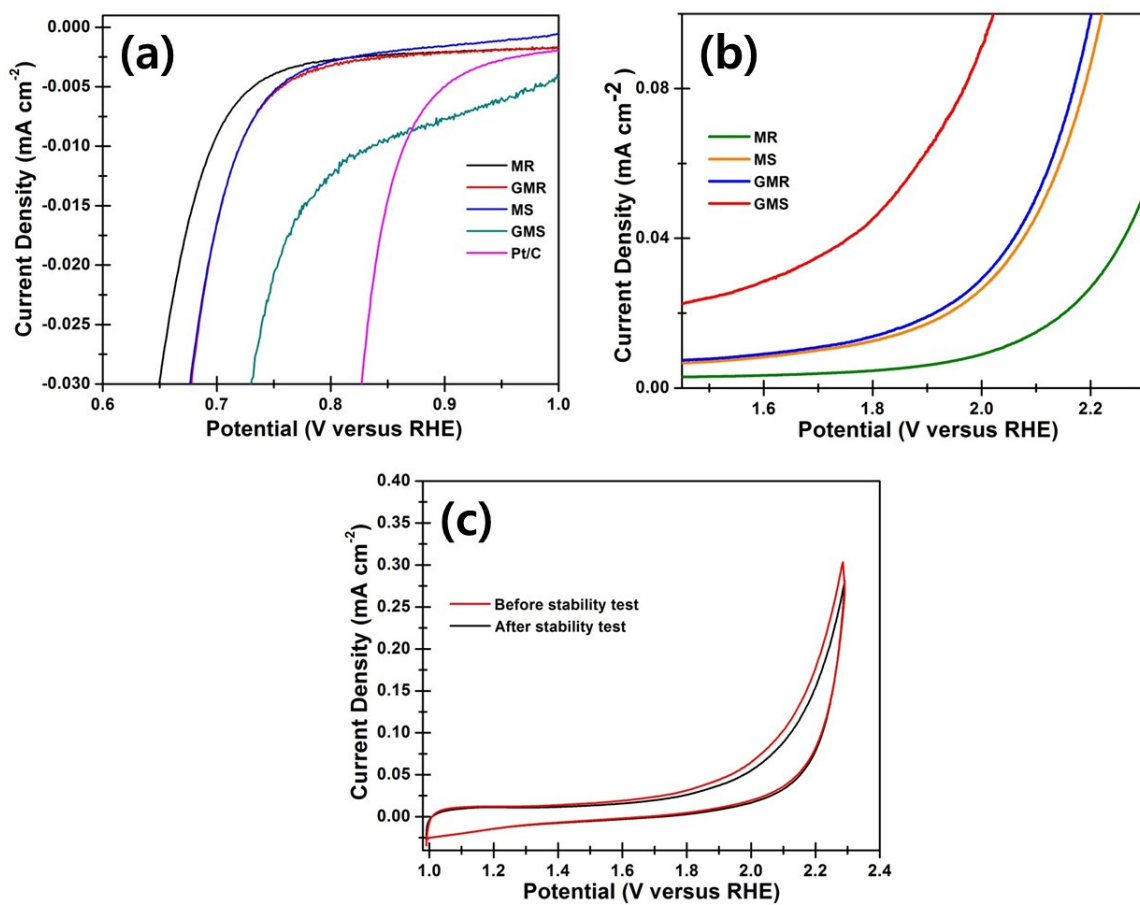 (a)
0.000
-0.005
-0.010
-0.015
-0.020
-0.025
-0.030
Current Density (mA cm⁻²)
MR
GMR
MS
GMS
Pt/C
0.6 0.7 0.8 0.9 1.0
Potential (V versus RHE)
(b)
0.08
0.04
0.00
Current Density (mA cm⁻²)
MR
MS
GMR
GMS
1.6 1.8 2.0 2.2
Potential (V versus RHE)
(c)
0.40
0.35
0.30
0.25
0.20
0.15
0.10
0.05
0.00
Current Density (mA cm⁻²)
Before stability test
After stability test
1.0 1.2 1.4 1.6 1.8 2.0 2.2 2.4
Potential (V versus RHE)